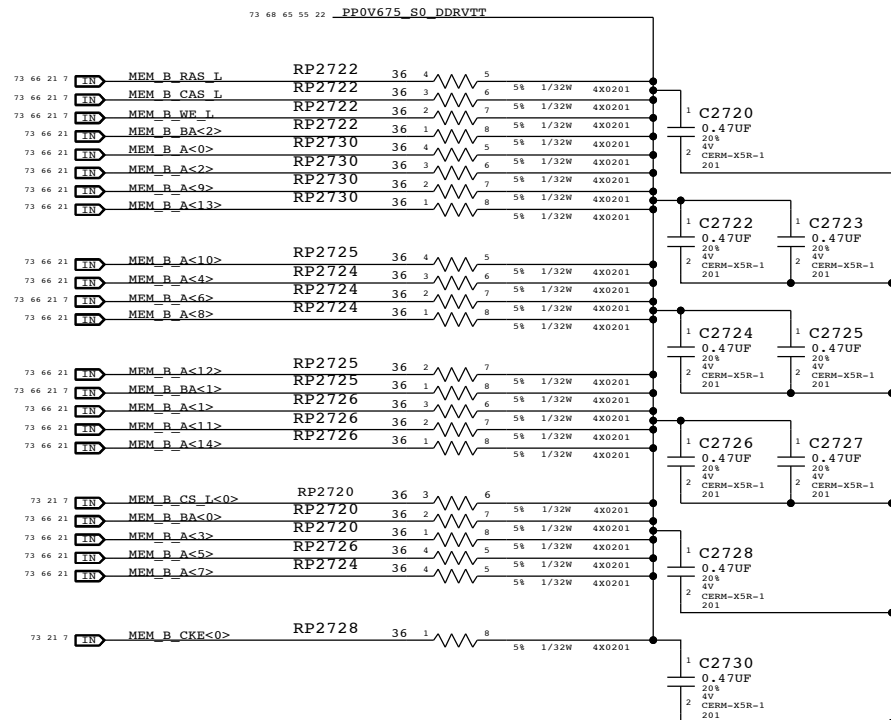 73 68 65 55 22 PP0V675_S0_DDRVTT
73 66 21 7 IN MEM_B_RAS_L RP2722 36 4 5 5% 1/32W 4X0201
73 66 21 7 IN MEM_B_CAS_L RP2722 36 3 6 5% 1/32W 4X0201
73 66 21 7 IN MEM_B_WE_L RP2722 36 2 7 5% 1/32W 4X0201
73 66 21 IN MEM_B_BA<2> RP2722 36 1 8 5% 1/32W 4X0201
73 66 21 IN MEM_B_A<0> RP2730 36 4 5 5% 1/32W 4X0201
73 66 21 IN MEM_B_A<2> RP2730 36 3 6 5% 1/32W 4X0201
73 66 21 IN MEM_B_A<9> RP2730 36 2 7 5% 1/32W 4X0201
73 66 21 IN MEM_B_A<13> RP2730 36 1 8 5% 1/32W 4X0201
1 C2720
0.47UF
20%
4V
2 CERM-X5R-1
201
73 66 21 IN MEM_B_A<10> RP2725 36 4 5 5% 1/32W 4X0201
73 66 21 IN MEM_B_A<4> RP2724 36 3 6 5% 1/32W 4X0201
73 66 21 7 IN MEM_B_A<6> RP2724 36 2 7 5% 1/32W 4X0201
73 66 21 IN MEM_B_A<8> RP2724 36 1 8 5% 1/32W 4X0201
1 C2722 1 C2723
0.47UF 0.47UF
20% 20%
4V 4V
2 CERM-X5R-1 2 CERM-X5R-1
201 201
1 C2724 1 C2725
0.47UF 0.47UF
20% 20%
4V 4V
2 CERM-X5R-1 2 CERM-X5R-1
201 201
73 66 21 IN MEM_B_A<12> RP2725 36 2 7 5% 1/32W 4X0201
73 66 21 7 IN MEM_B_BA<1> RP2725 36 1 8 5% 1/32W 4X0201
73 66 21 IN MEM_B_A<1> RP2726 36 3 6 5% 1/32W 4X0201
73 66 21 IN MEM_B_A<11> RP2726 36 2 7 5% 1/32W 4X0201
73 66 21 IN MEM_B_A<14> RP2726 36 1 8 5% 1/32W 4X0201
1 C2726 1 C2727
0.47UF 0.47UF
20% 20%
4V 4V
2 CERM-X5R-1 2 CERM-X5R-1
201 201
73 21 7 IN MEM_B_CS_L<0> RP2720 36 3 6 5% 1/32W 4X0201
73 66 21 IN MEM_B_BA<0> RP2720 36 2 7 5% 1/32W 4X0201
73 66 21 IN MEM_B_A<3> RP2720 36 1 8 5% 1/32W 4X0201
73 66 21 IN MEM_B_A<5> RP2726 36 4 5 5% 1/32W 4X0201
73 66 21 IN MEM_B_A<7> RP2724 36 4 5 5% 1/32W 4X0201
1 C2728
0.47UF
20%
4V
2 CERM-X5R-1
201
73 21 7 IN MEM_B_CKE<0> RP2728 36 1 8 5% 1/32W 4X0201
1 C2730
0.47UF
20%
4V
2 CERM-X5R-1
201